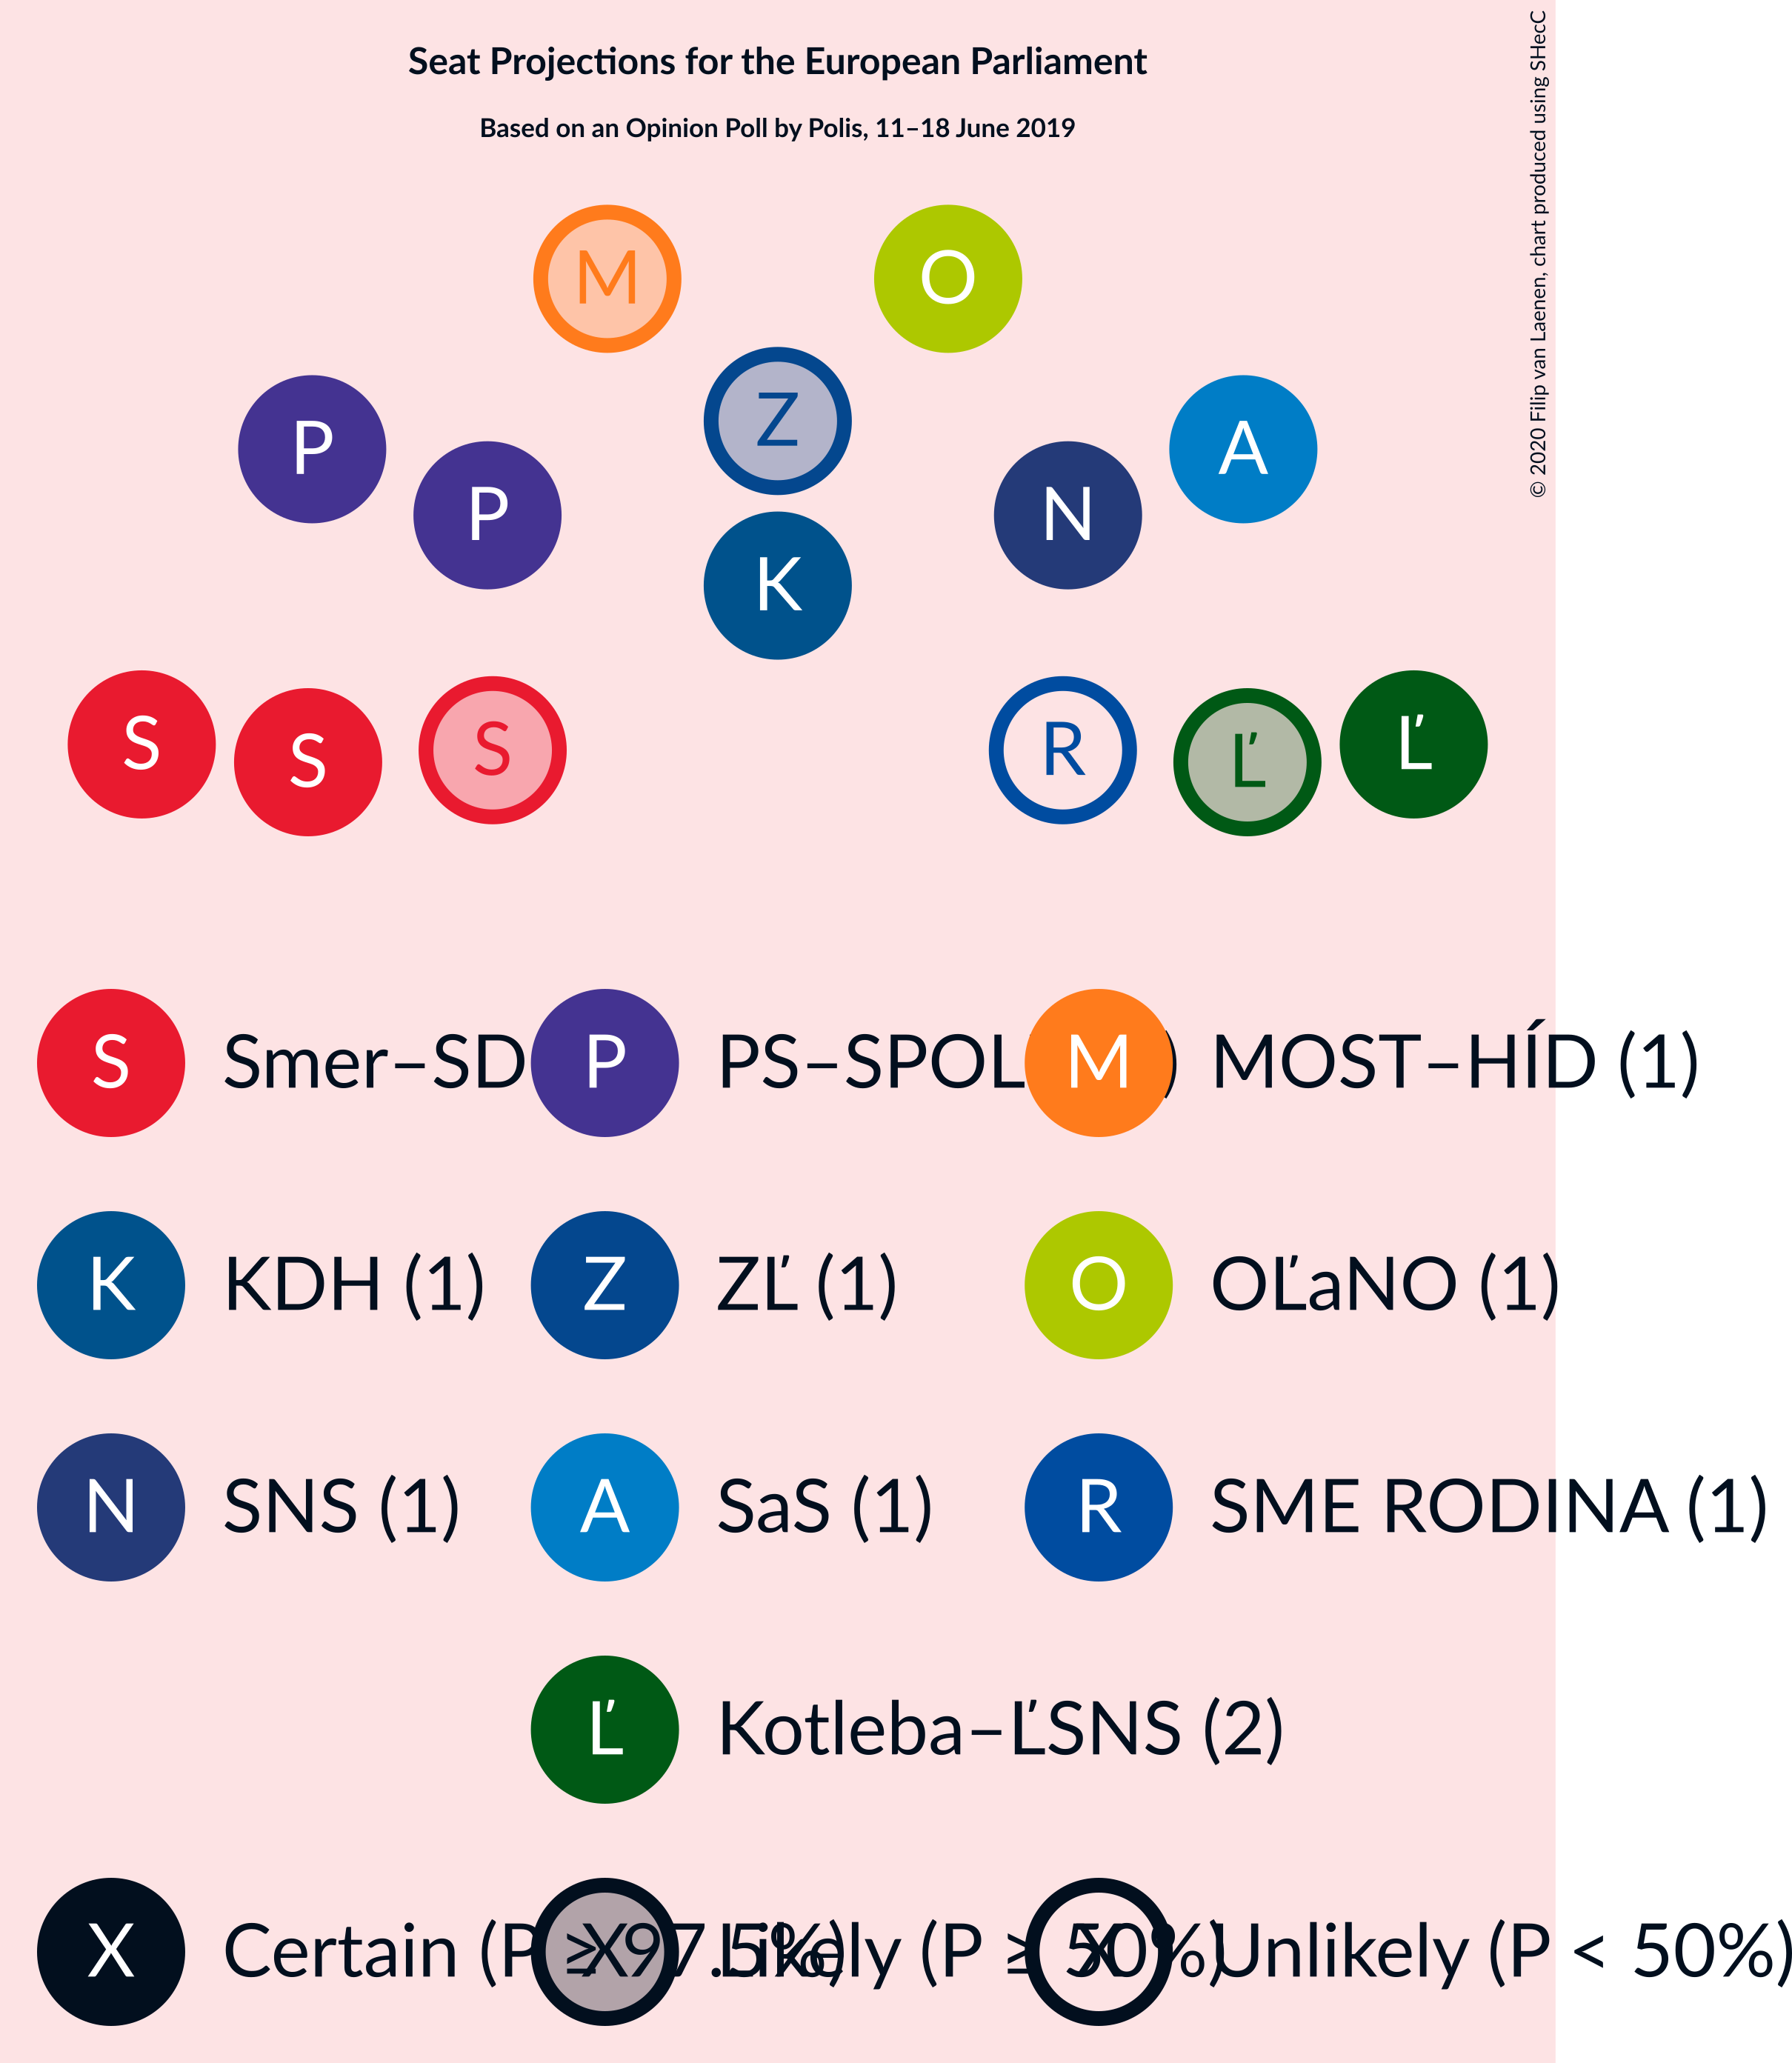 Seat Projections for the European Parliament
Based on an Opinion Poll by Polis, 11–18 June 2019
© 2020 Filip van Laenen, chart produced using SHecC
M O
Z
P A
P N
K
S S S R Ľ Ľ
S Smer–SD P PS–SPOL M ) MOST–HÍD (1)
K KDH (1) Z ZĽ (1) O OĽaNO (1)
N SNS (1) A SaS (1) R SME RODINA (1)
Ľ Kotleba–ĽSNS (2)
X Certain (P ≥ 97.5%) X Likely (P ≥ 50%) X Unlikely (P < 50%)